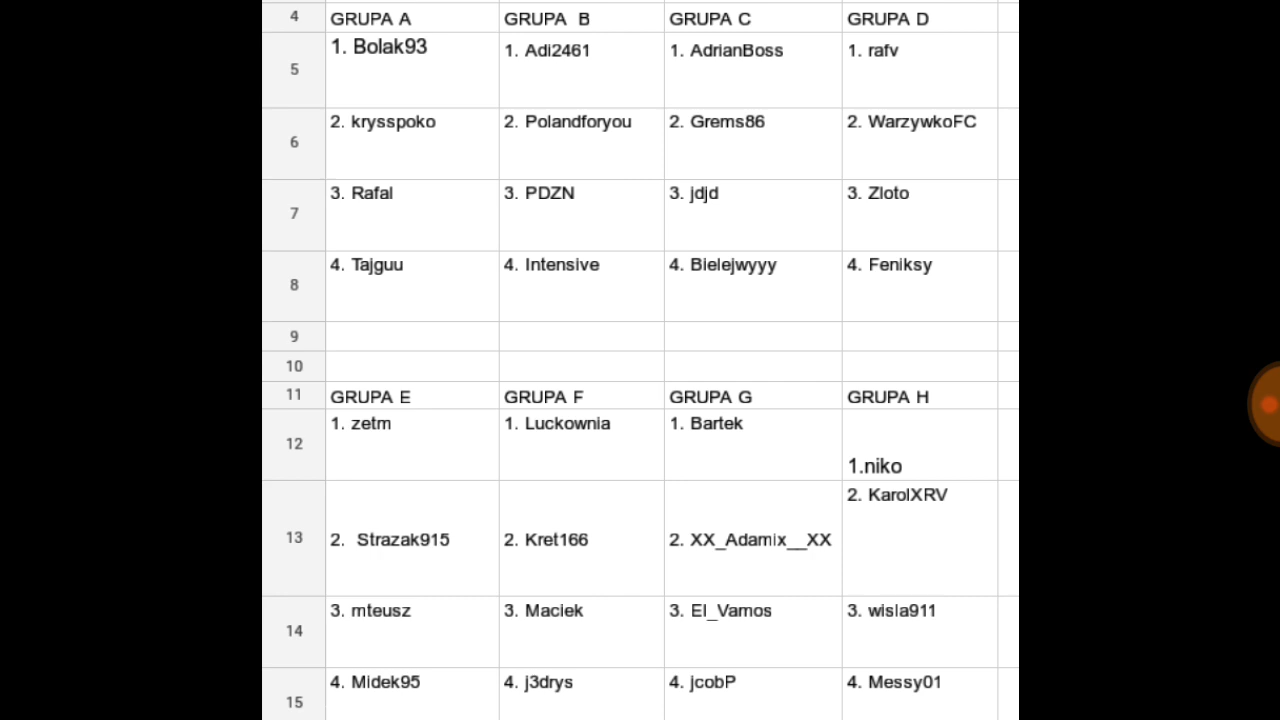 4 GRUPA A GRUPA  B GRUPA C GRUPA D
5 1. Bolak93 1. Adi2461 1. AdrianBoss 1. rafv
6 2. krysspoko 2. Polandforyou 2. Grems86 2. WarzywkoFC
7 3. Rafal 3. PDZN 3. jdjd 3. Zloto
8 4. Tajguu 4. Intensive 4. Bielejwyyy 4. Feniksy
9
10
11 GRUPA E GRUPA F GRUPA G GRUPA H
12 1. zetm 1. Luckownia 1. Bartek 1.niko
13 2.  Strazak915 2. Kret166 2. XX_Adamix__XX 2. KarolXRV
14 3. mteusz 3. Maciek 3. El_Vamos 3. wisla911
15 4. Midek95 4. j3drys 4. jcobP 4. Messy01